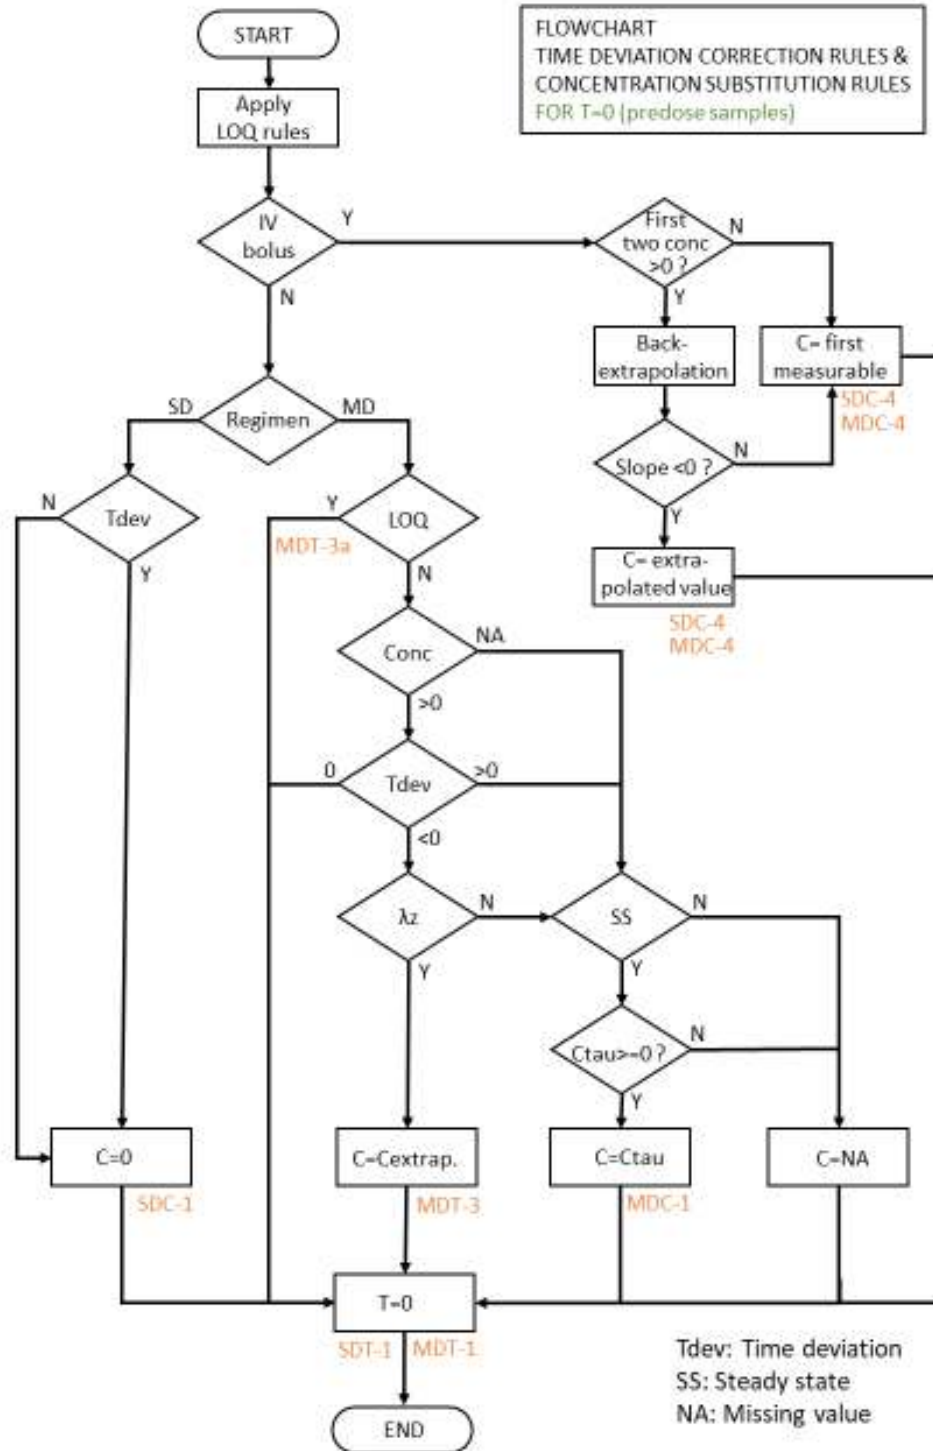 START
FLOWCHART
TIME DEVIATION CORRECTION RULES &
CONCENTRATION SUBSTITUTION RULES
FOR T=0 (predose samples)
Apply
LOQ rules
IV
bolus
Y
N
First
two conc
>0 ?
N
Y
Back-
extrapolation
C= first
measurable
SDC-4
MDC-4
Slope <0 ?
N
Y
C= extra-
polated value
SDC-4
MDC-4
SD
Regimen
MD
N
Tdev
Y
Y
LOQ
MDT-3a
N
Conc
NA
>0
0
Tdev
>0
<0
λz
N
Y
SS
N
Y
Ctau>=0 ?
N
Y
C=0
SDC-1
C=Cextrap.
MDT-3
C=Ctau
MDC-1
C=NA
T=0
SDT-1
MDT-1
END
Tdev: Time deviation
SS: Steady state
NA: Missing value